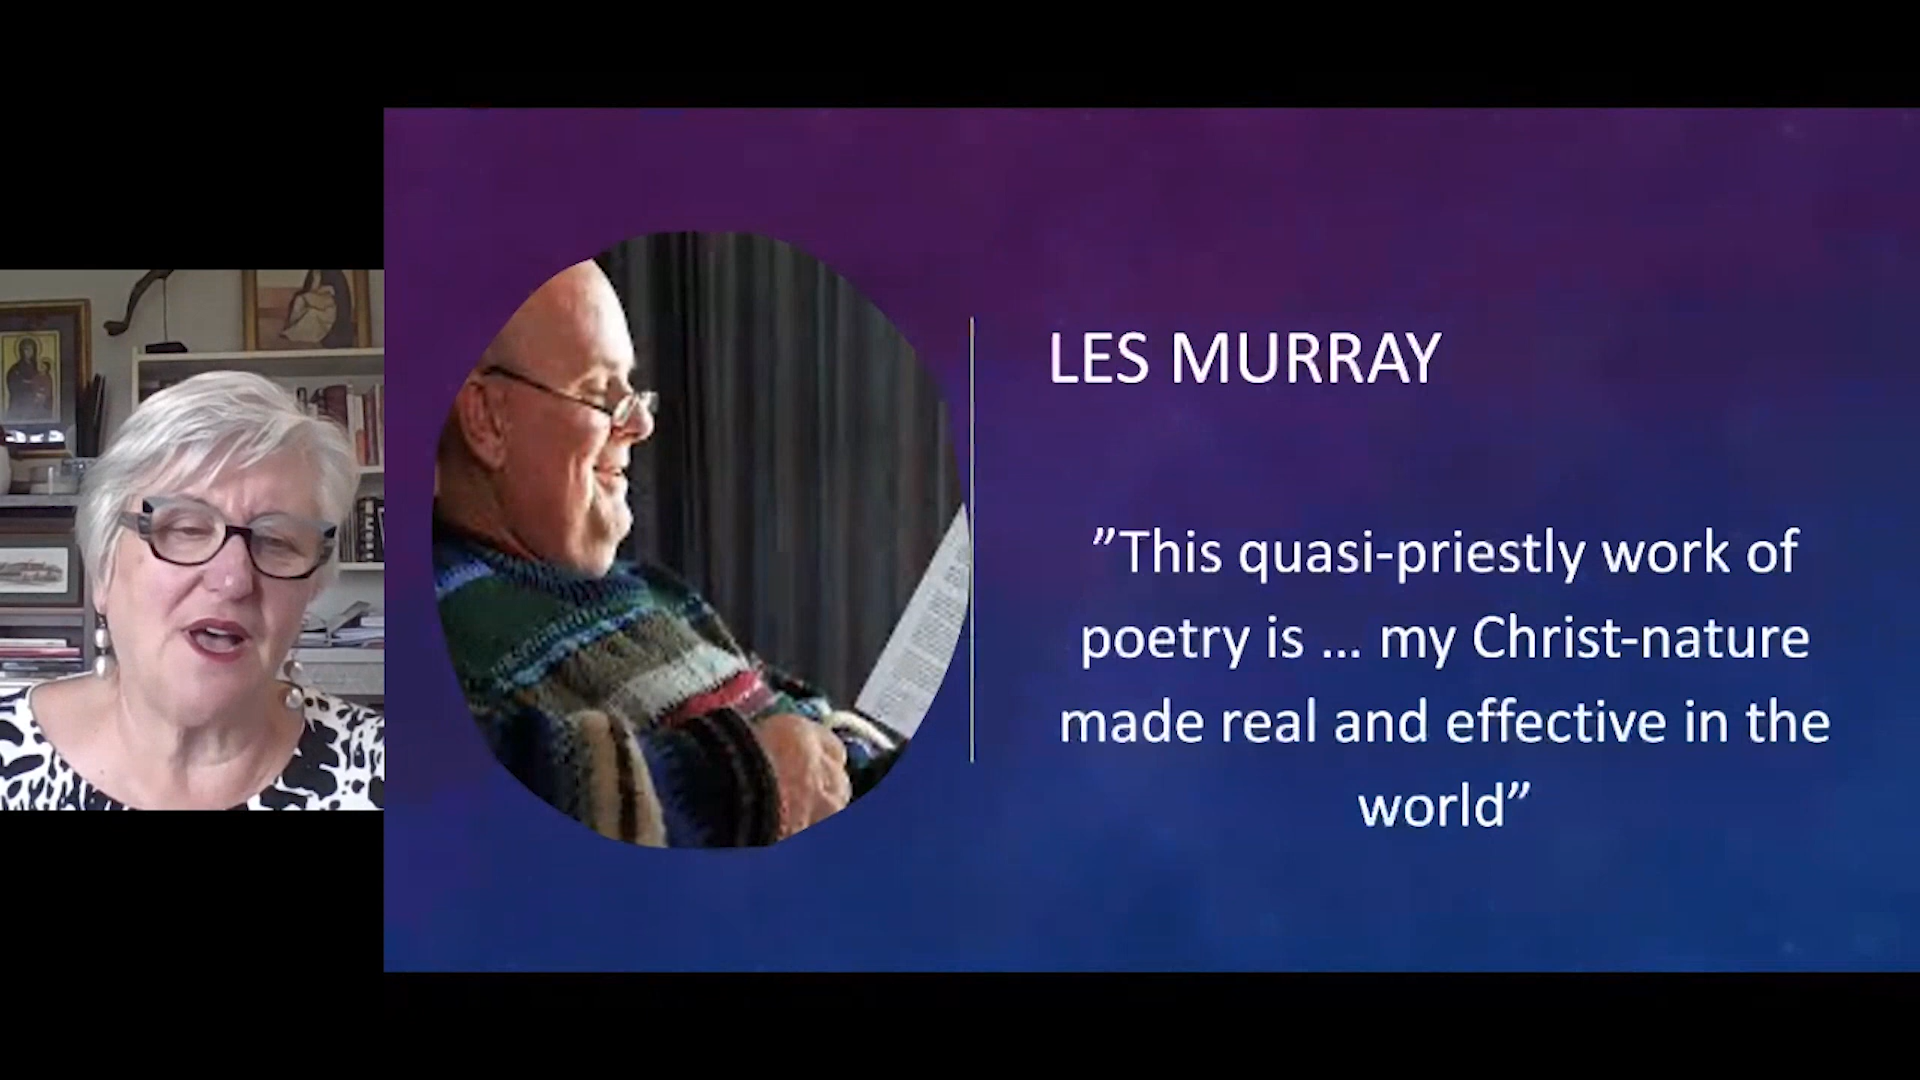 LES MURRAY
”This quasi-priestly work of
poetry is ... my Christ-nature
made real and effective in the
world”